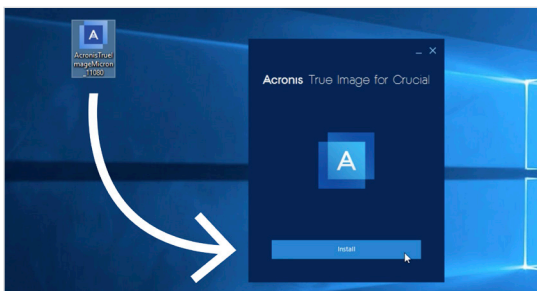 AcronisTrueI
mageMicron
_11080
Acronis True Image for Crucial
A
Install